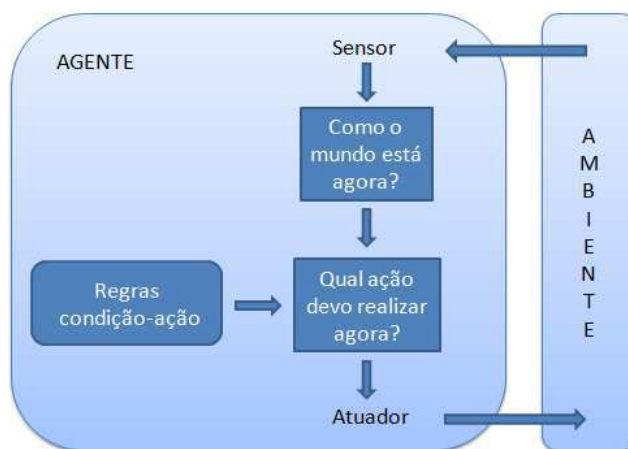 Sensor
AGENTE
Como o
mundo está
agora?
Regras
condição-ação
Qual ação
devo realizar
agora?
Atuador
A
M
B
I
E
N
T
E